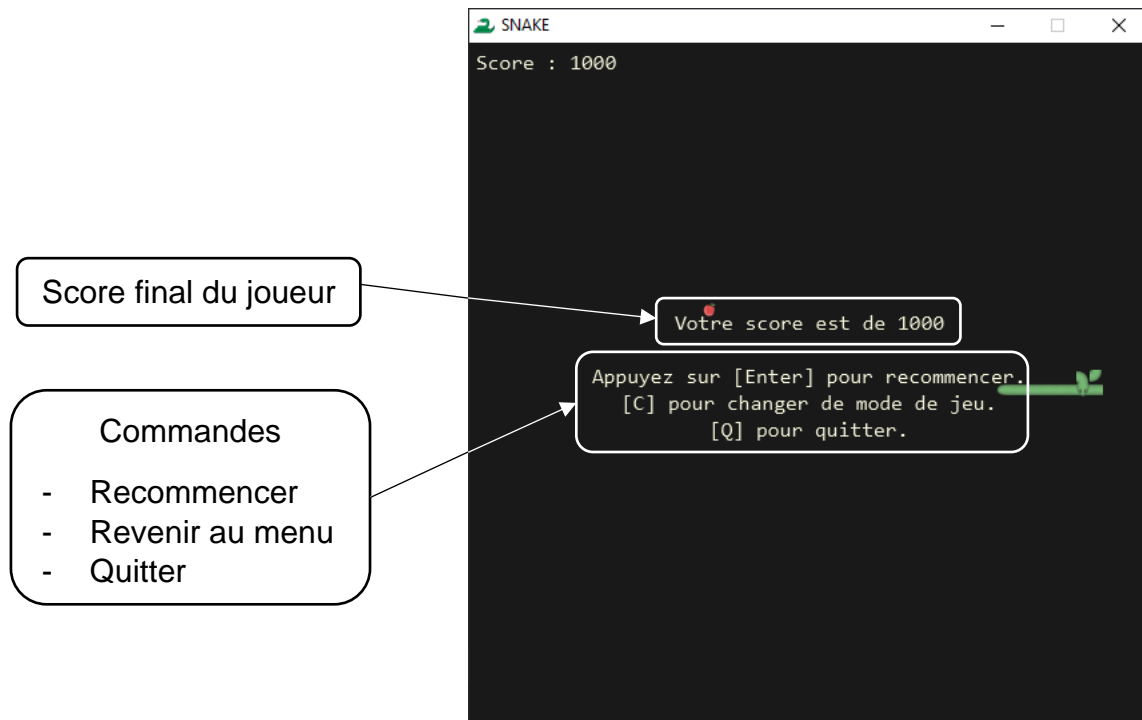 SNAKE
Score : 1000
Score final du joueur
Votre score est de 1000
Appuyez sur [Enter] pour recommencer.
[C] pour changer de mode de jeu.
[Q] pour quitter.
Commandes
- Recommencer
- Revenir au menu
- Quitter